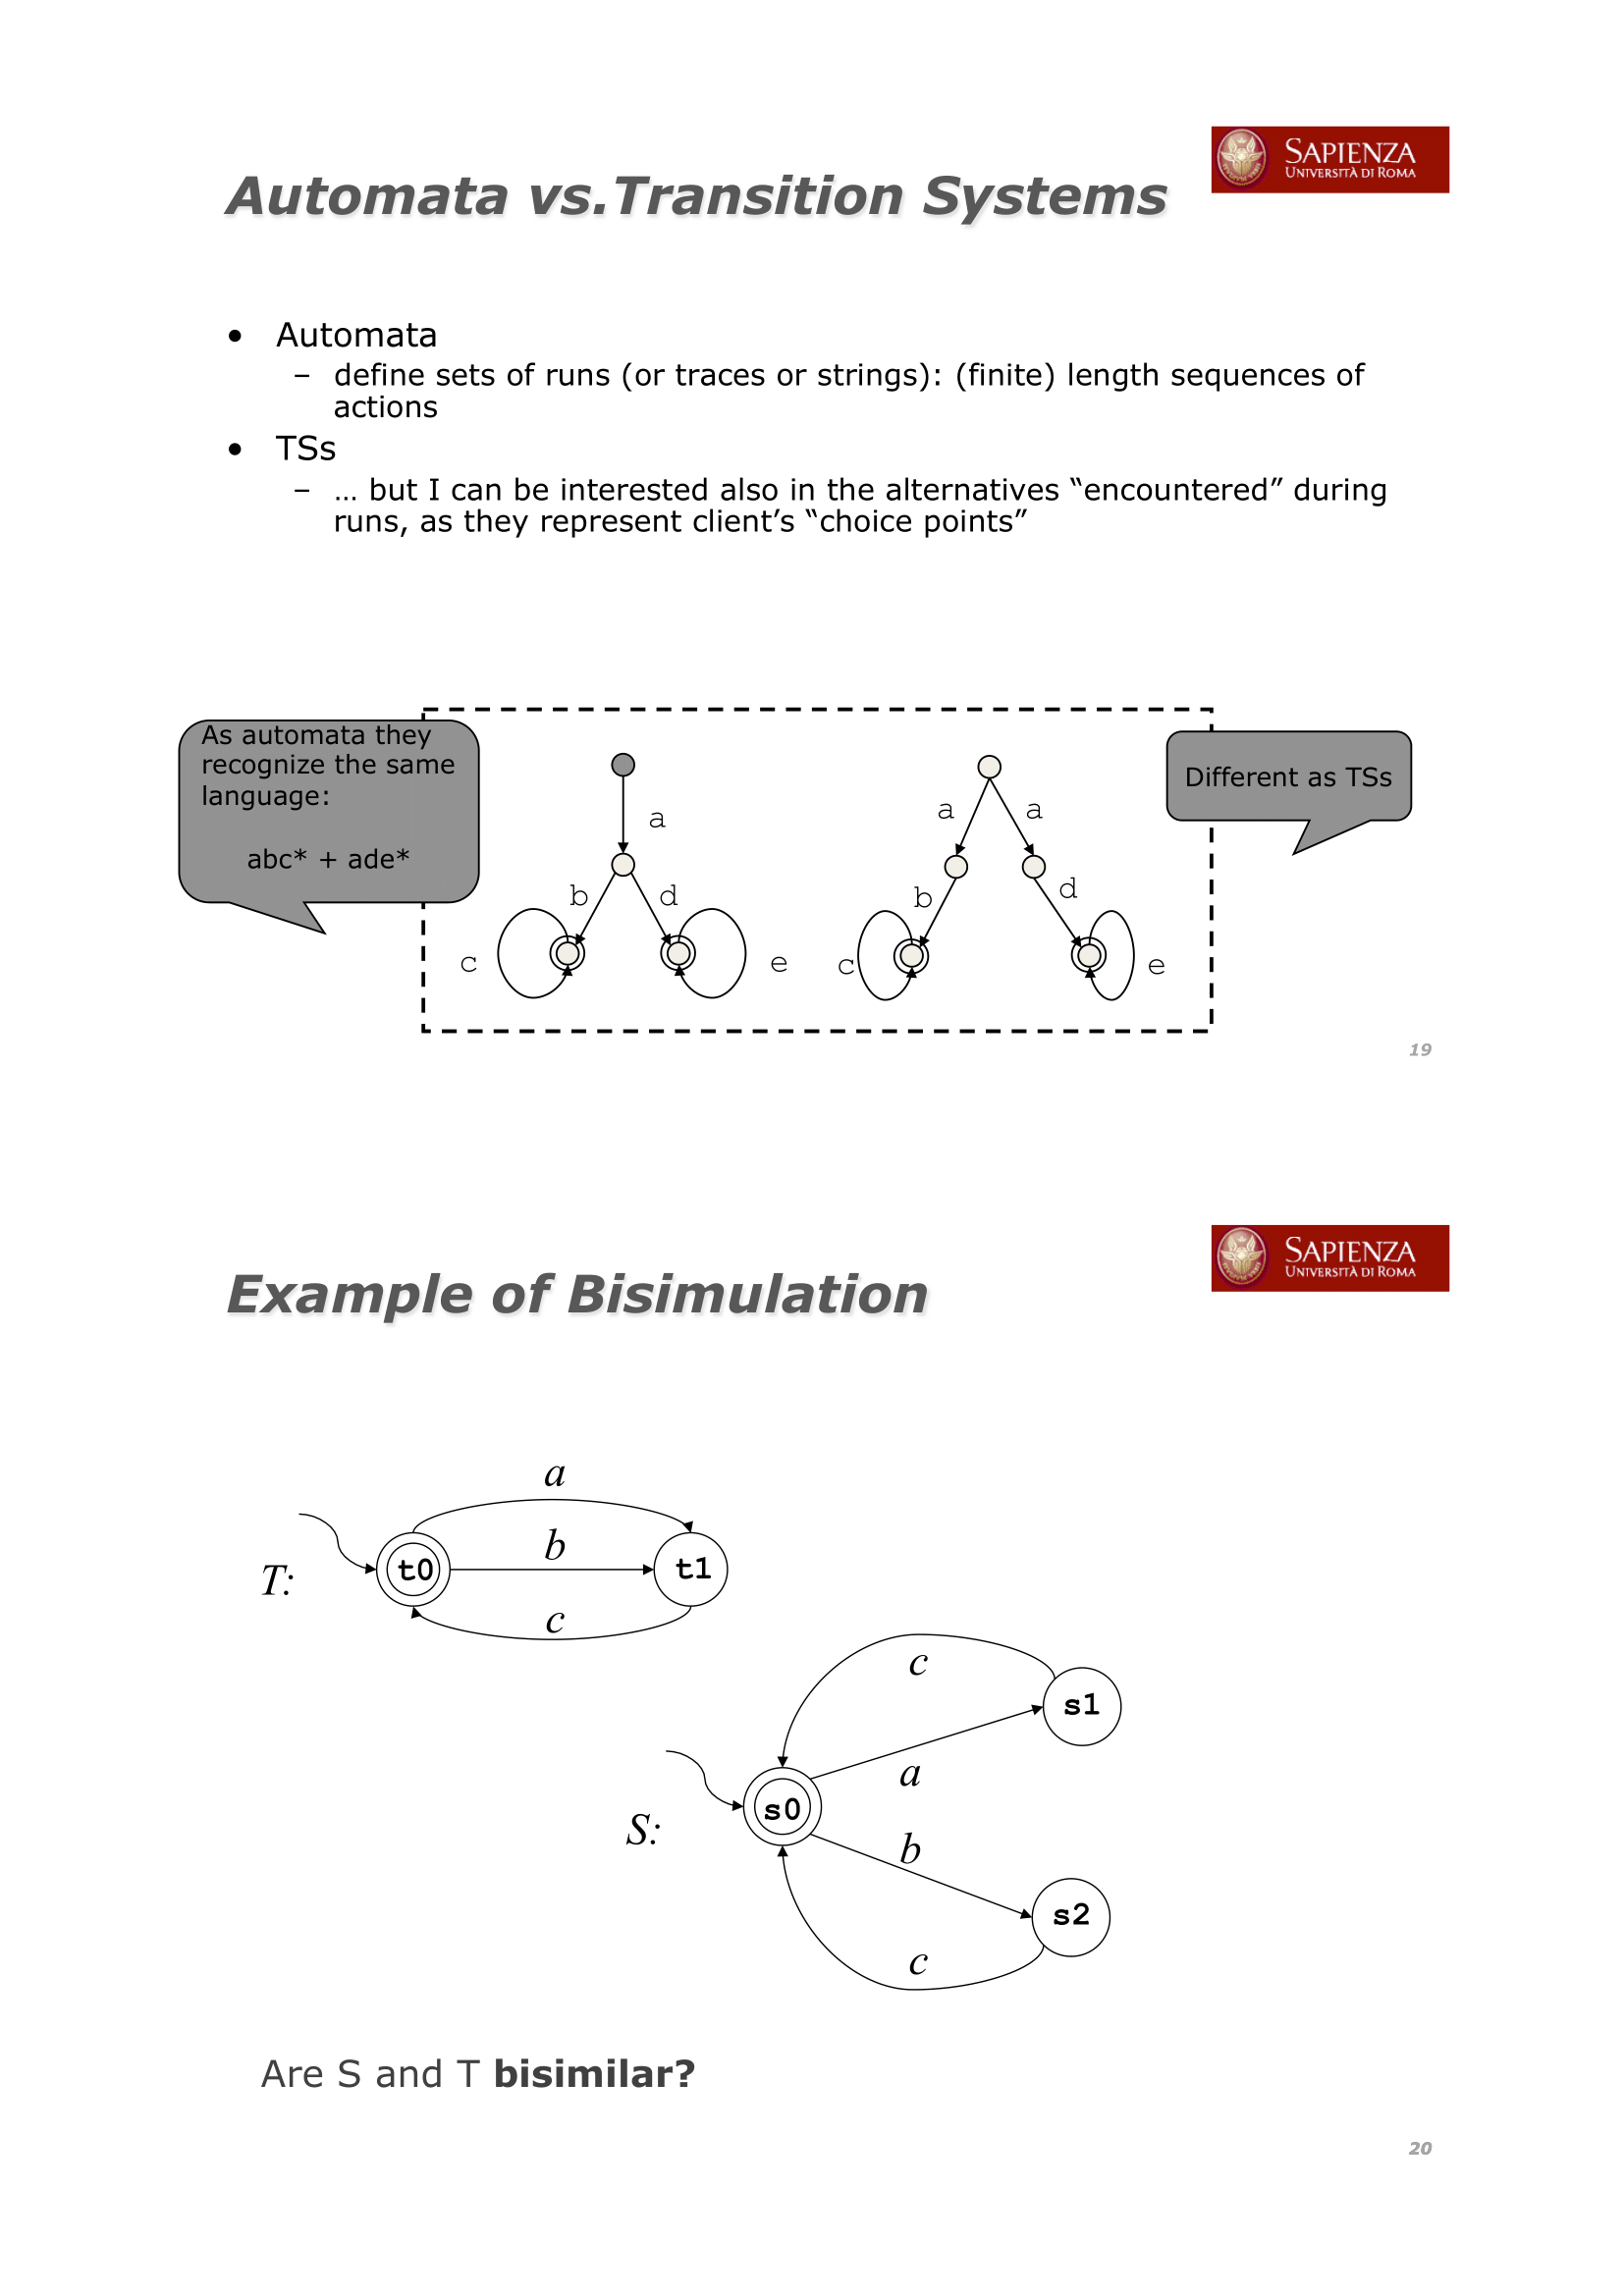 SAPIENZA
UNIVERSITÀ DI ROMA
Automata vs.Transition Systems
• Automata
– define sets of runs (or traces or strings): (finite) length sequences of
actions
• TSs
– … but I can be interested also in the alternatives “encountered” during
runs, as they represent client’s “choice points”
As automata they
recognize the same
language:
abc* + ade*
Different as TSs
a
b
d
c
e
a
a
b
d
c
e
19
SAPIENZA
UNIVERSITÀ DI ROMA
Example of Bisimulation
a
b
T:
t0
t1
c
c
s1
a
S:
s0
b
s2
c
Are S and T bisimilar?
20